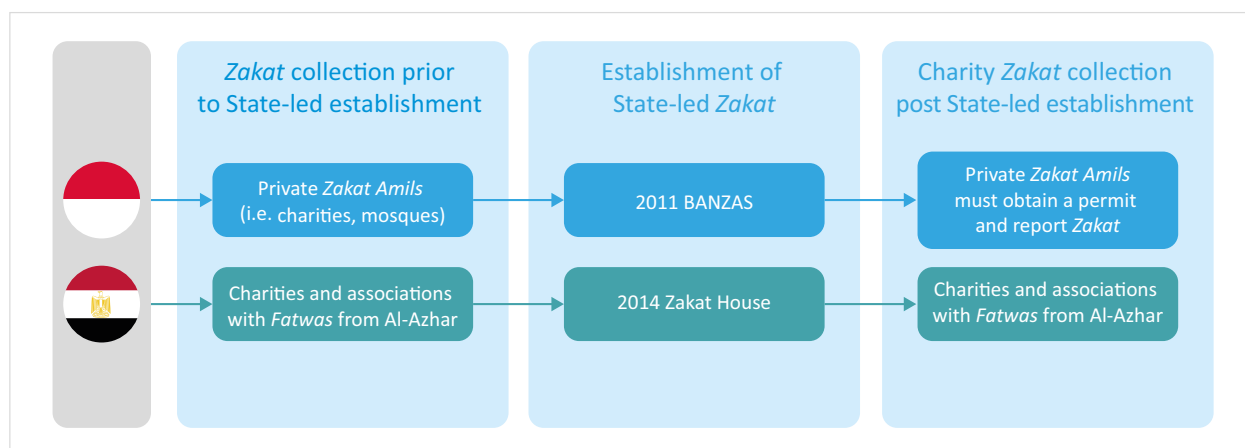 Zakat collection prior
to State-led establishment
Establishment of
State-led Zakat
Charity Zakat collection
post State-led establishment
Private Zakat Amils
(i.e. charities, mosques)
2011 BANZAS
Private Zakat Amils
must obtain a permit
and report Zakat
Charities and associations
with Fatwas from Al-Azhar
2014 Zakat House
Charities and associations
with Fatwas from Al-Azhar